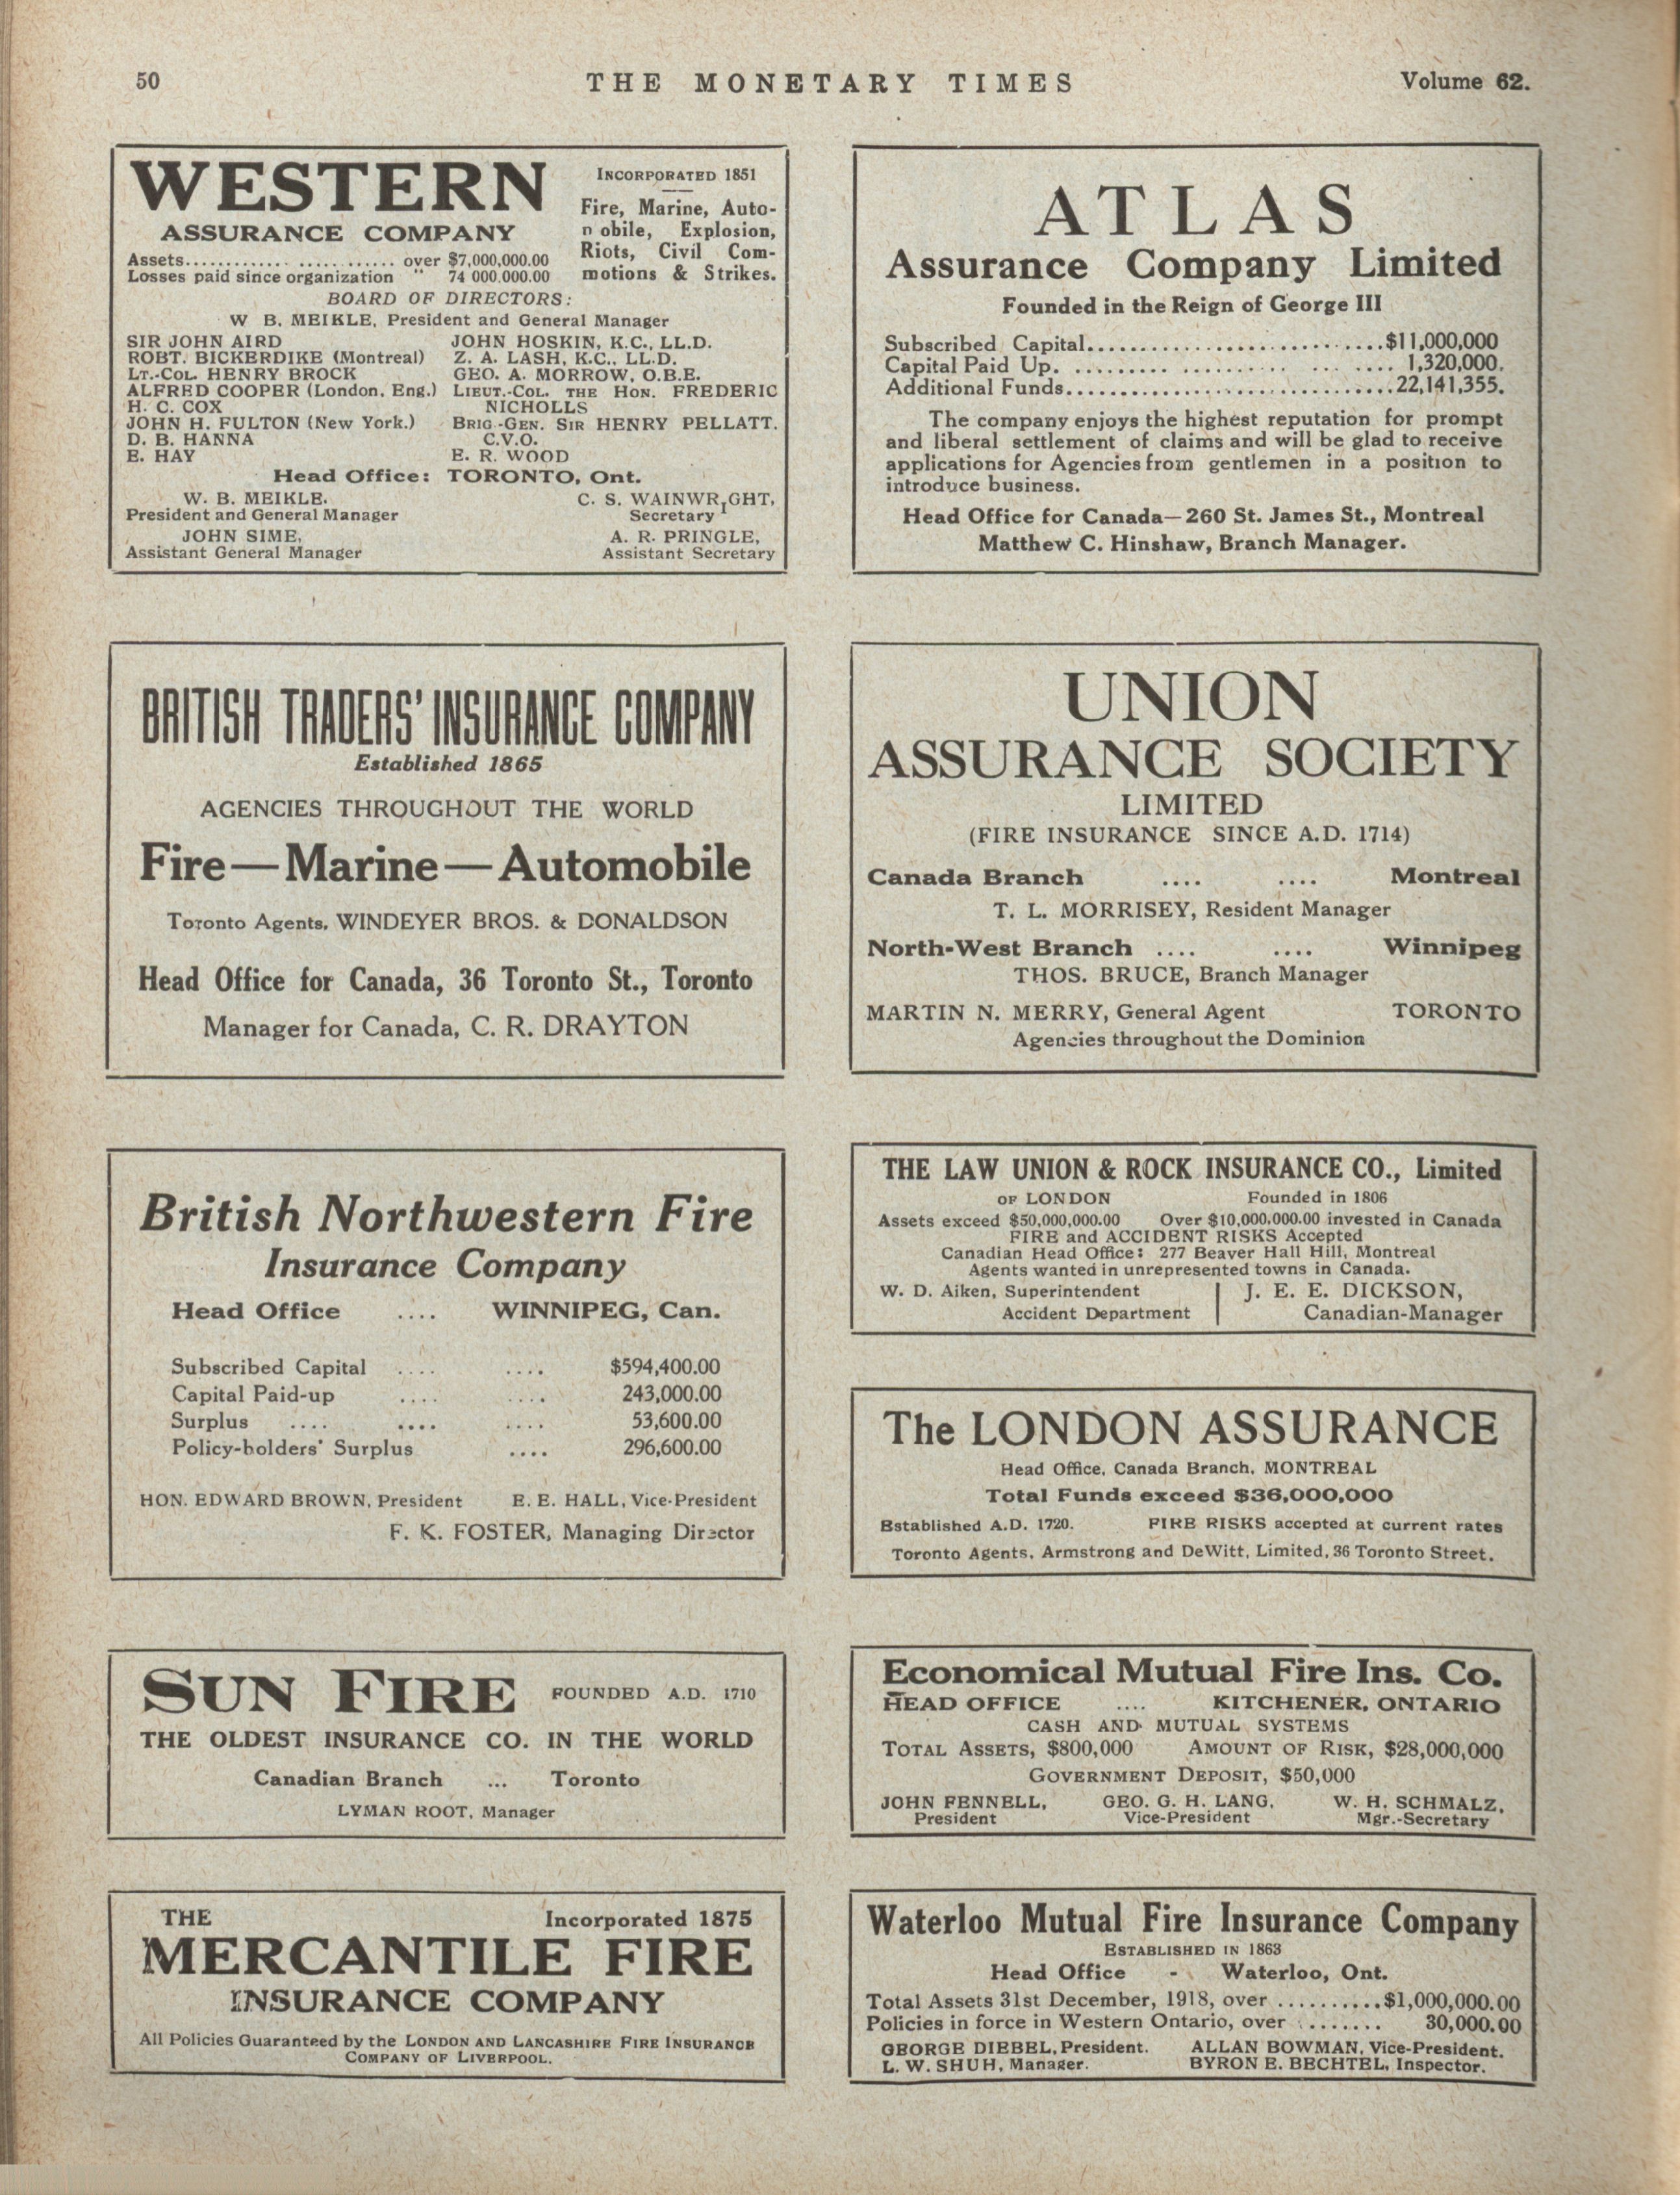 50
THE MONETARY TIMES
Volume 62.
WESTERN
ASSURANCE COMPANY
INCORPORATED 1851
Fire, Marine, Auto-
n obile, Explosion,
Riots, Civil Com-
motions & Strikes.
Assets............. ............ over $7,000,000.00
Losses paid since organization " 74 000.000.00
BOARD OF DIRECTORS:
W B. MEIKLE, President and General Manager
SIR JOHN AIRD
ROBT. BICKERDIKE (Montreal)
LT.-COL. HENRY BROCK
ALFRED COOPER (London, Eng.)
H. C. COX
JOHN H. FULTON (New York.)
D. B. HANNA
E. HAY
JOHN HOSKIN, K.C., LL.D.
Z. A. LASH, K.C., LL.D.
GEO. A. MORROW, O.B.E.
LIEUT.-COL. THE HON. FREDERIC
NICHOLLS
BRIG-GEN. SIR HENRY PELLATT.
C.V.O.
E. R. WOOD
Head Office: TORONTO, Ont.
W. B. MEIKLE.
President and General Manager
C. S. WAINWRIGHT,
Secretary
JOHN SIME,
Assistant General Manager
A. R. PRINGLE,
Assistant Secretary
ATLAS
Assurance Company Limited
Founded in the Reign of George III
Subscribed Capital..............................$11,000,000
Capital Paid Up. ......... .......... ... .... 1,320,000.
Additional Funds.................................22,141,355.
The company enjoys the highest reputation for prompt
and liberal settlement of claims and will be glad to receive
applications for Agencies from gentlemen in a position to
introduce business.
Head Office for Canada—260 St. James St., Montreal
Matthew C. Hinshaw, Branch Manager.
BRITISH TRADERS' INSURANCE COMPANY
Established 1865
AGENCIES THROUGHOUT THE WORLD
Fire—Marine—Automobile
Toronto Agents, WINDEYER BROS. & DONALDSON
Head Office for Canada, 36 Toronto St., Toronto
Manager for Canada, C. R. DRAYTON
UNION
ASSURANCE SOCIETY
LIMITED
(FIRE INSURANCE SINCE A.D. 1714)
Canada Branch .... .... Montreal
T. L. MORRISEY, Resident Manager
North-West Branch .... .... Winnipeg
THOS. BRUCE, Branch Manager
MARTIN N. MERRY, General Agent TORONTO
Agencies throughout the Dominion
British Northwestern Fire
Insurance Company
Head Office .... WINNIPEG, Can.
Subscribed Capital .... .... $594,400.00
Capital Paid-up .... .... 243,000.00
Surplus .... .... .... 53,600.00
Policy-holders' Surplus .... 296,600.00
HON. EDWARD BROWN, President E. E. HALL, Vice-President
F. K. FOSTER, Managing Director
THE LAW UNION & ROCK INSURANCE CO., Limited
OF LONDON Founded in 1806
Assets exceed $50,000,000.00 Over $10,000,000.00 invested in Canada
FIRE and ACCIDENT RISKS Accepted
Canadian Head Office: 277 Beaver Hall Hill, Montreal
Agents wanted in unrepresented towns in Canada.
W. D. Aiken, Superintendent
Accident Department
J. E. E. DICKSON,
Canadian-Manager
The LONDON ASSURANCE
Head Office, Canada Branch, MONTREAL
Total Funds exceed $36,000,000
Established A.D. 1720. FIRE RISKS accepted at current rates
Toronto Agents, Armstrong and DeWitt, Limited, 36 Toronto Street.
SUN FIRE FOUNDED A.D. 1710
THE OLDEST INSURANCE CO. IN THE WORLD
Canadian Branch ... Toronto
LYMAN ROOT, Manager
Economical Mutual Fire Ins. Co.
HEAD OFFICE .... KITCHENER, ONTARIO
CASH AND MUTUAL SYSTEMS
TOTAL ASSETS, $800,000 AMOUNT OF RISK, $28,000,000
GOVERNMENT DEPOSIT, $50,000
JOHN FENNELL, GEO. G. H. LANG, W. H. SCHMALZ,
President Vice-President Mgr.-Secretary
THE Incorporated 1875
MERCANTILE FIRE
INSURANCE COMPANY
All Policies Guaranteed by the LONDON AND LANCASHIRE FIRE INSURANCE
COMPANY OF LIVERPOOL.
Waterloo Mutual Fire Insurance Company
ESTABLISHED IN 1863
Head Office - Waterloo, Ont.
Total Assets 31st December, 1918, over ..........$1,000,000.00
Policies in force in Western Ontario, over ........ 30,000.00
GEORGE DIEBEL, President. ALLAN BOWMAN, Vice-President.
L. W. SHUH, Manager. BYRON E. BECHTEL, Inspector.